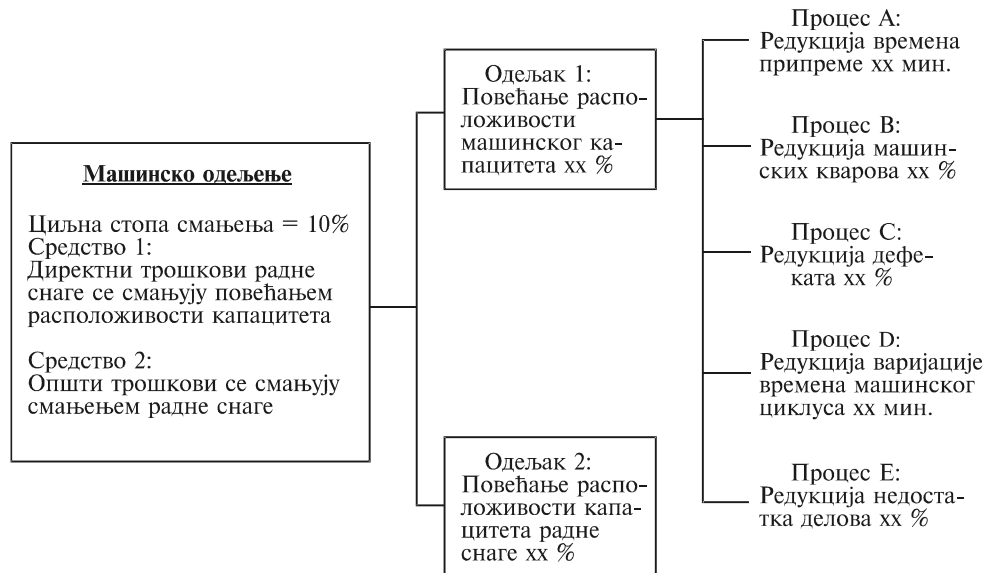 Машинско одељење
Циљна стопа смањења = 10%
Средство 1:
Директни трошкови радне
снаге се смањују повећањем
расположивости капацитета
Средство 2:
Општи трошкови се смањују
смањењем радне снаге
Одељак 1:
Повећање распо-
ложивости
машинског ка-
пацитета xx %
Одељак 2:
Повећање распо-
ложивости капа-
цитета радне
снаге xx %
Процес A:
Редукција времена
припреме xx мин.
Процес B:
Редукција машин-
ских кварова xx %
Процес C:
Редукција дефе-
ката xx %
Процес D:
Редукција варијације
времена машинског
циклуса xx мин.
Процес E:
Редукција недоста-
тка делова xx %